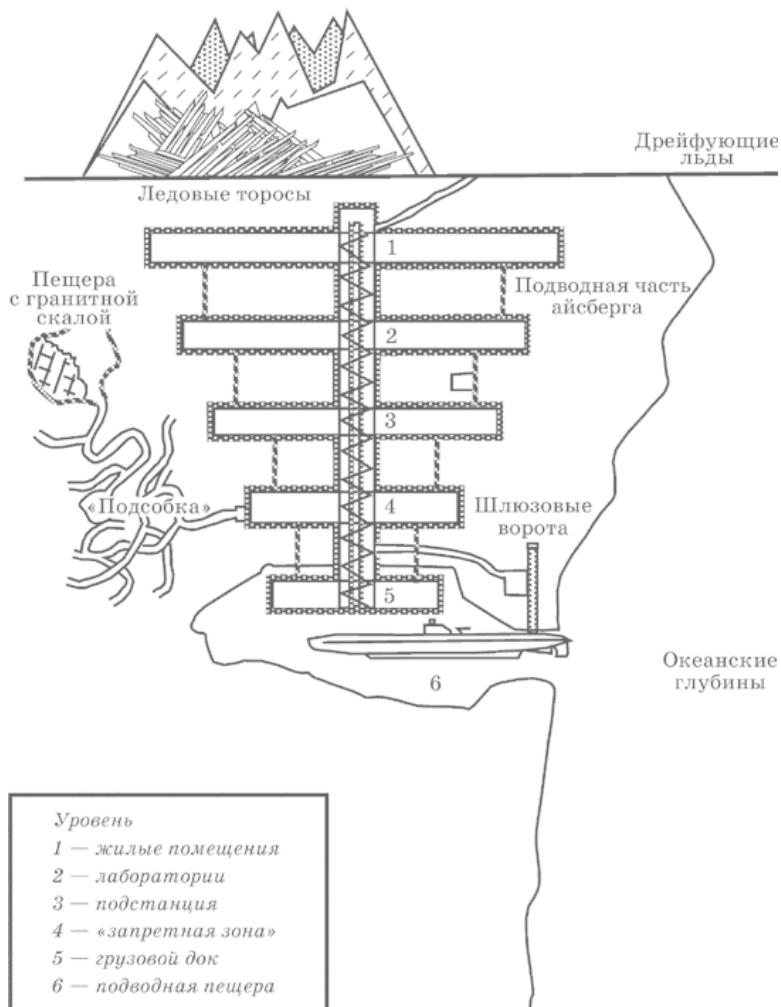 Дрейфующие
льды
Ледовые торосы
1
Пещера
с гранитной
скалой
Подводная часть
айсберга
2
3
«Подсобка»
4
Шлюзовые
ворота
5
6
Океанские
глубины
Уровень
1 — жилые помещения
2 — лаборатории
3 — подстанция
4 — «запретная зона»
5 — грузовой док
6 — подводная пещера